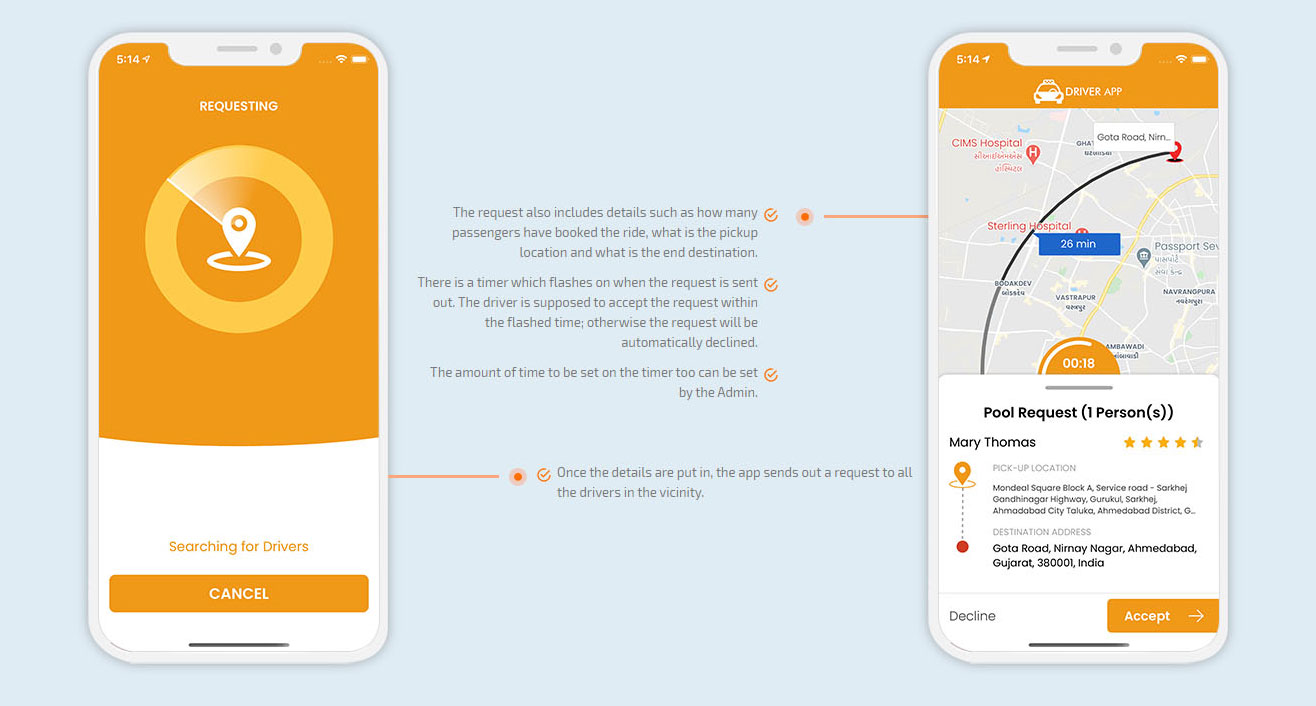 5:14
REQUESTING
Searching for Drivers
CANCEL
The request also includes details such as how many
passengers have booked the ride, what is the pickup
location and what is the end destination.
There is a timer which flashes on when the request is sent
out. The driver is supposed to accept the request within
the flashed time; otherwise the request will be
automatically declined.
The amount of time to be set on the timer too can be set
by the Admin.
Once the details are put in, the app sends out a request to all
the drivers in the vicinity.
5:14
DRIVER APP
Gota Road, Nirn...
CIMS Hospital
સીઆઈએમએસ
હોસ્પિટલ
H
Sterling Hospital
26 min
Passport Sev
પાસપોર્ટ
સેવા કેન્દ્ર
BODAKDEV
બોડકદેવ
VASTRAPUR
વસ્ત્રાપુર
NAVRANGPURA
નવરંગપુરા
AMBAWADI
આંબાવાડી
00:18
Pool Request (1 Person(s))
Mary Thomas
PICK-UP LOCATION
Mondeal Square Block A, Service road - Sarkhej
Gandhinagar Highway, Gurukul, Sarkhej,
Ahmadabad City Taluka, Ahmedabad District, G...
DESTINATION ADDRESS
Gota Road, Nirnay Nagar, Ahmedabad,
Gujarat, 380001, India
Decline
Accept